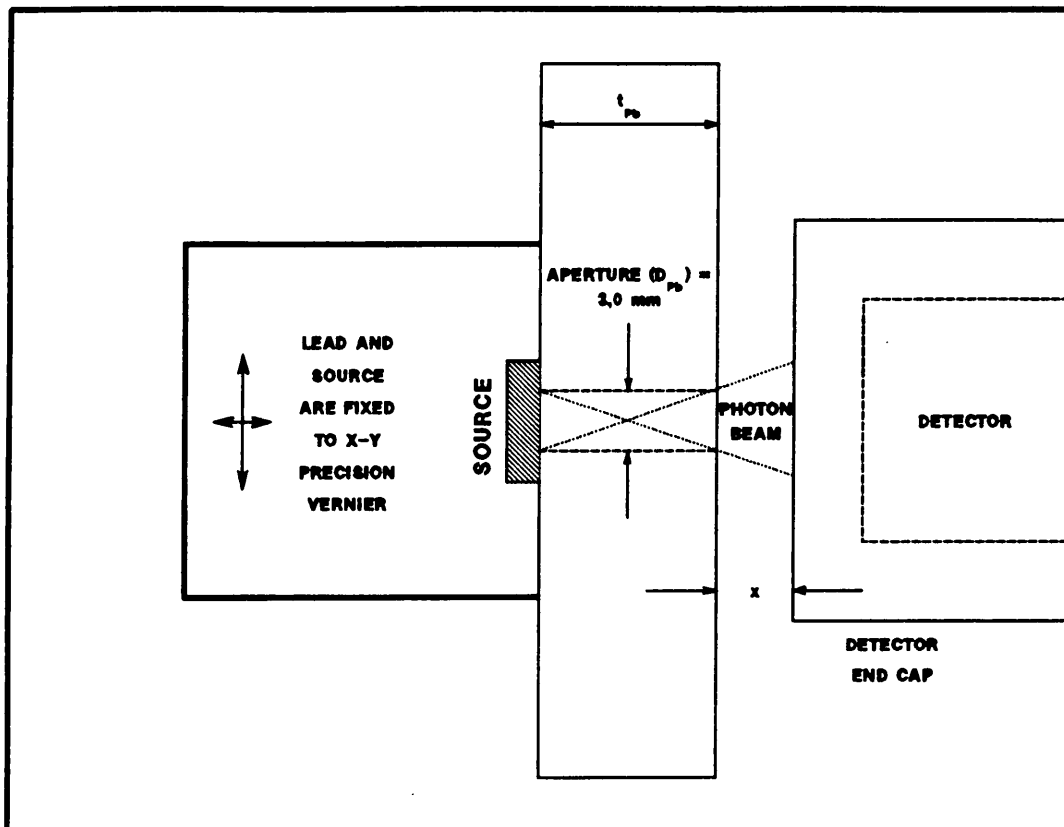 t Pb
APERTURE (D Pb) =
3,0 mm
LEAD AND
SOURCE
ARE FIXED
TO X-Y
PRECISION
VERNIER
SOURCE
PHOTON
BEAM
DETECTOR
x
DETECTOR
END CAP